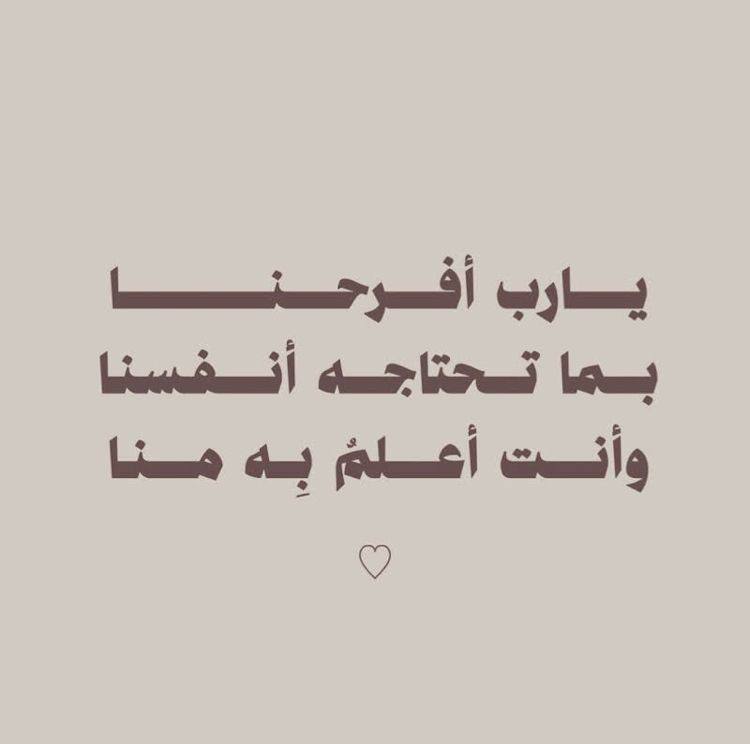 يارب أفرحنا
بما تحتاجه أنفسنا
وأنت أعلمُ بِه منا
♡